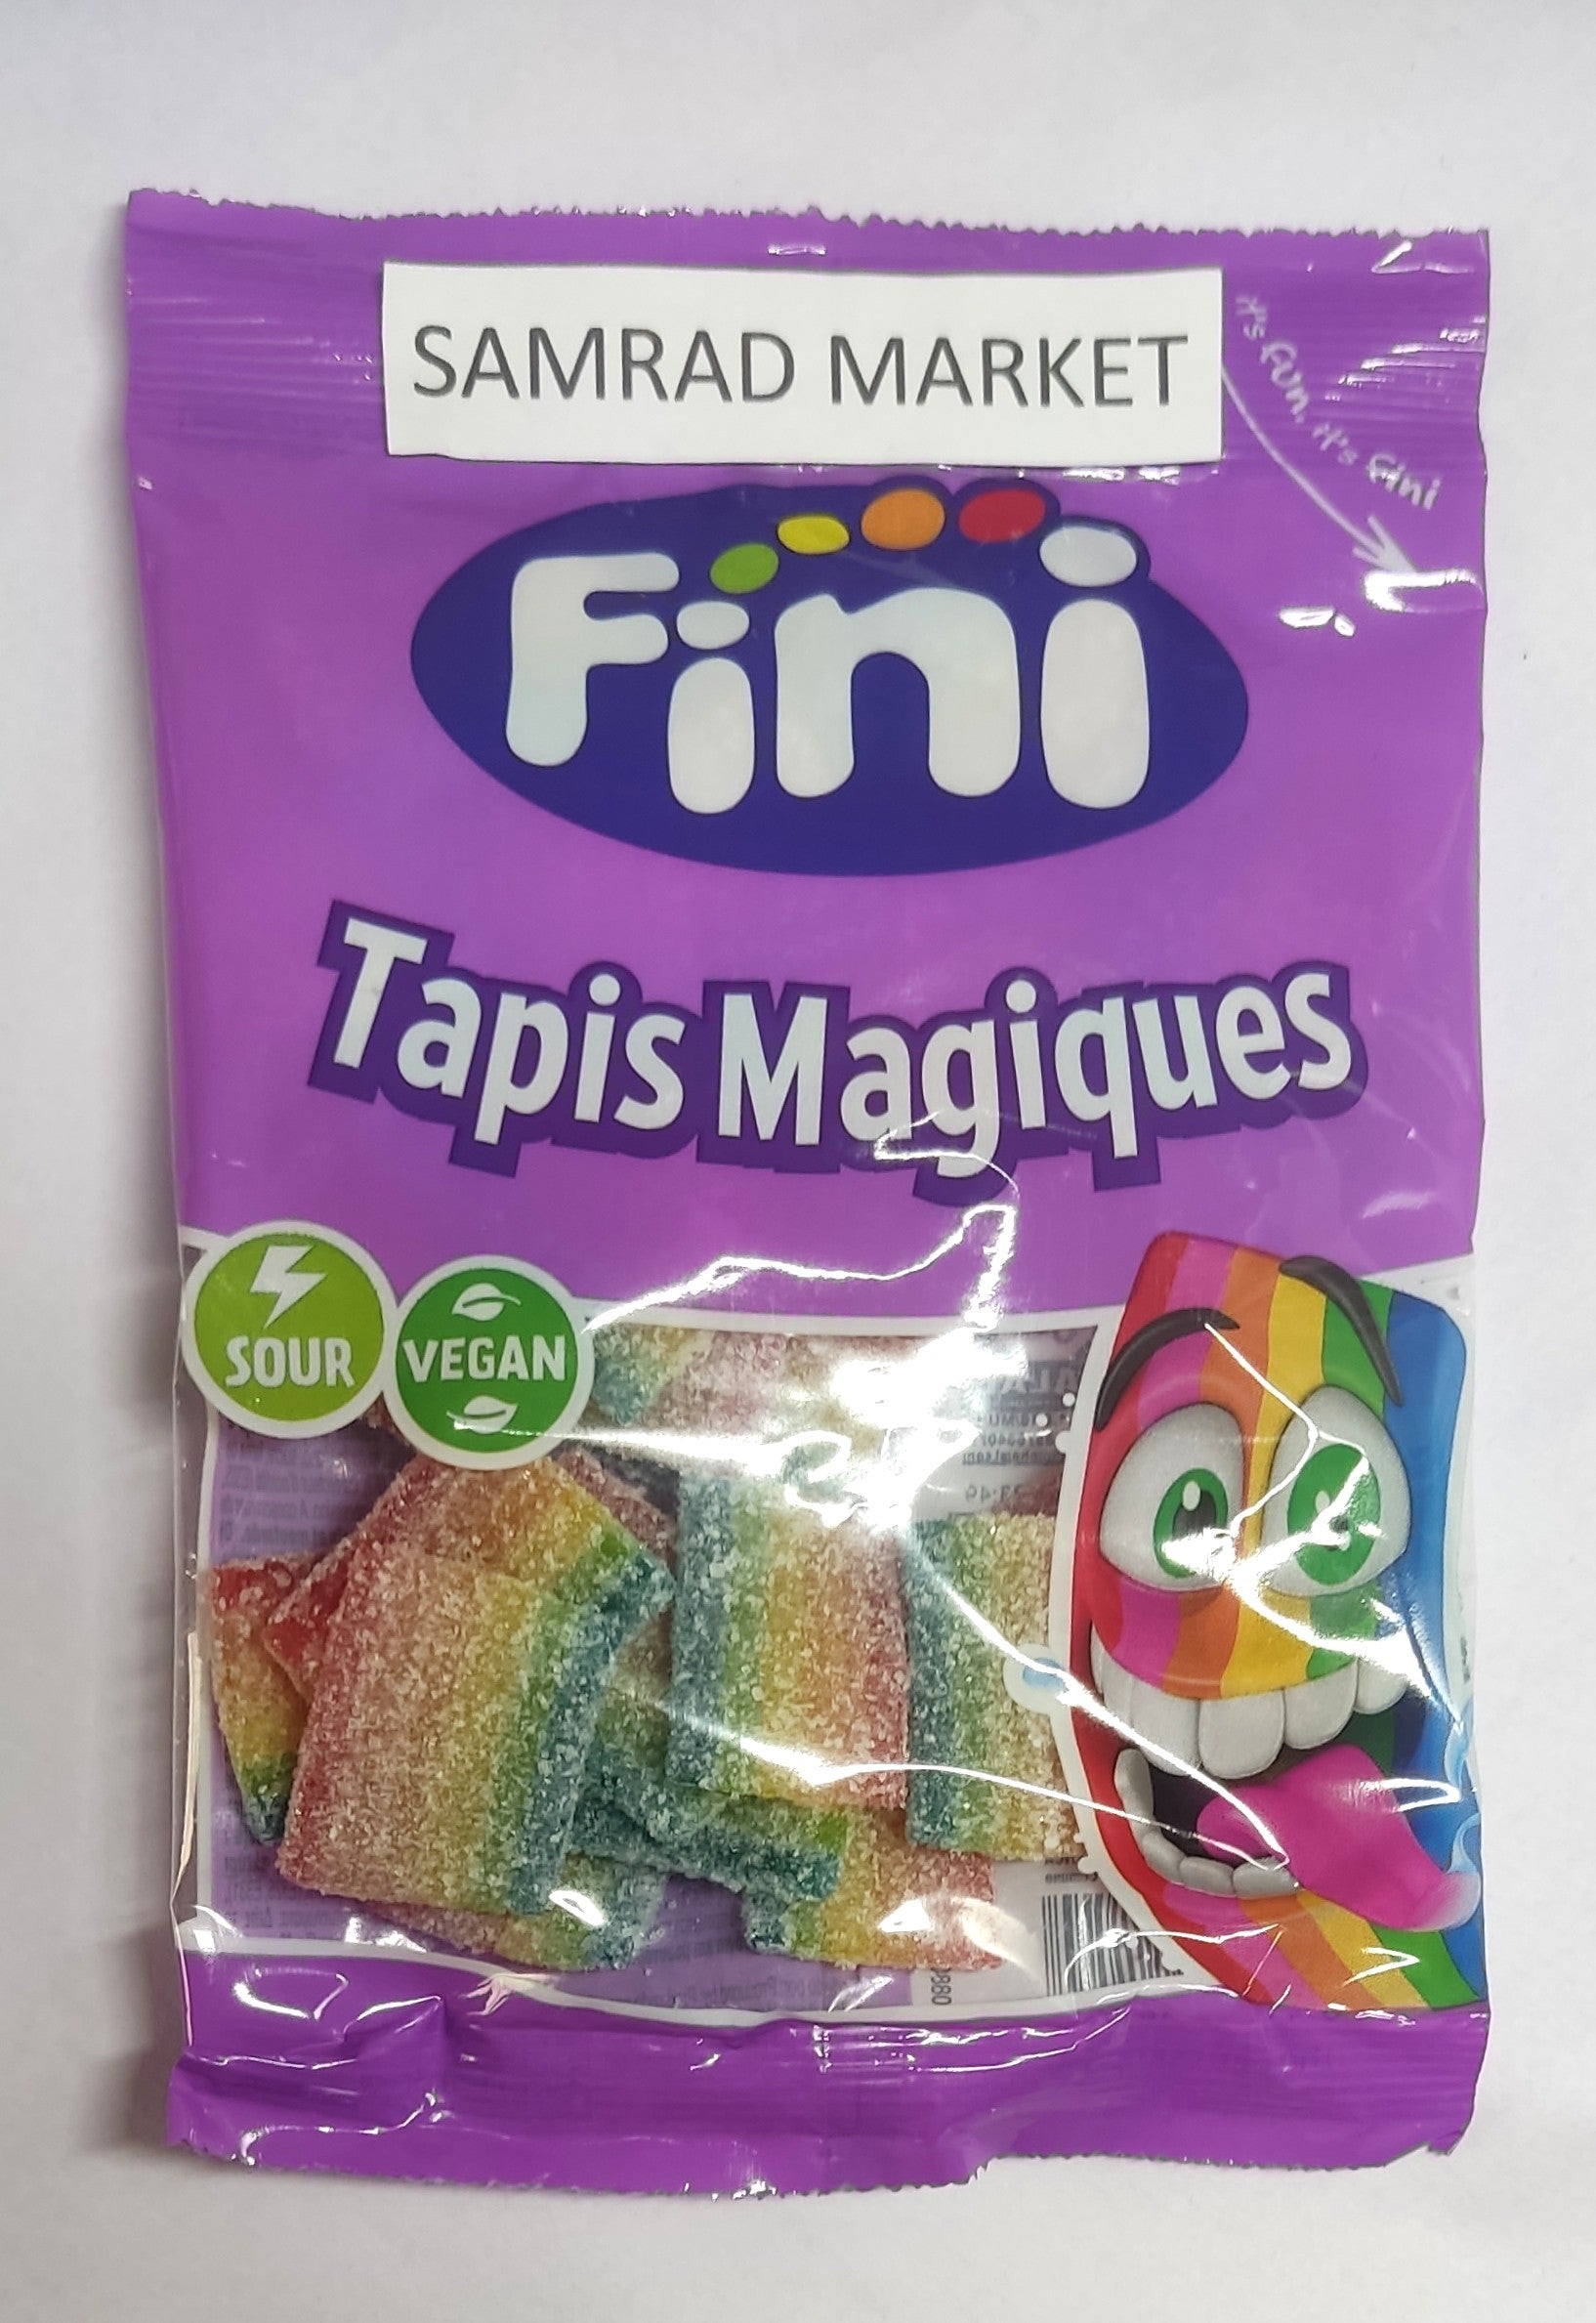 SAMRAD MARKET
it's fun, it's fini
Fini
Tapis Magiques
SOUR
VEGAN